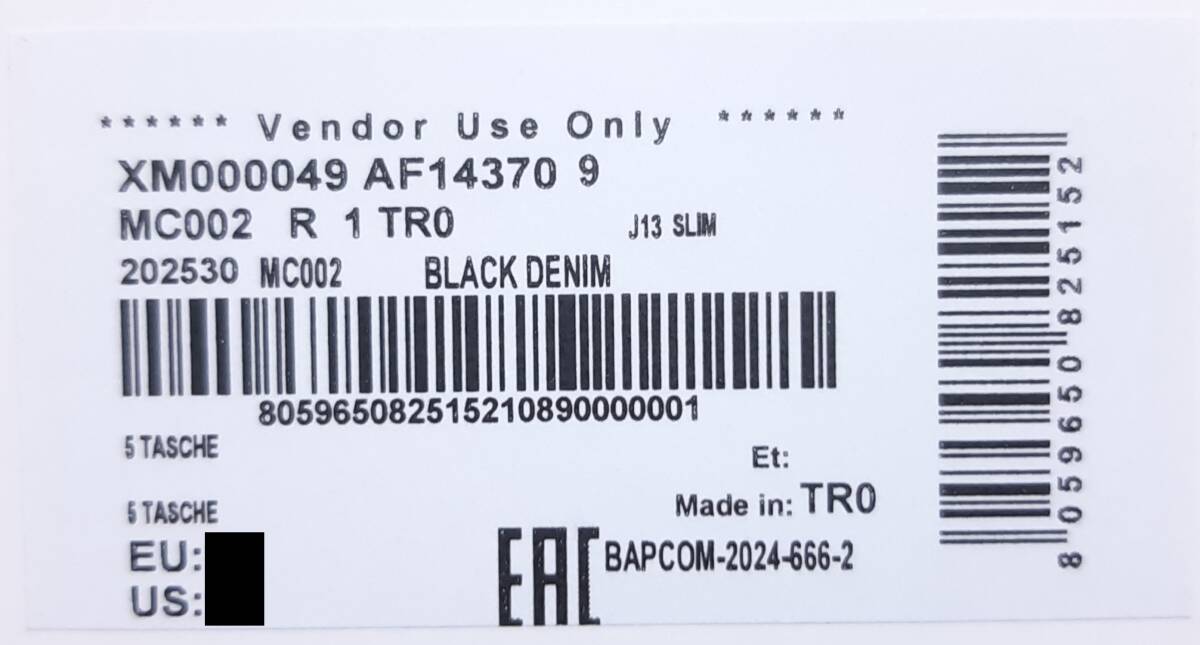 ****** Vendor Use Only ******
XM000049 AF14370 9
MC002 R 1 TR0 J13 SLIM
202530 MC002 BLACK DENIM
805965082515210890000001
5 TASCHE
Et:
5 TASCHE
Made in: TR0
EU:
US:
EAC BAPCOM-2024-666-2
8059650825152